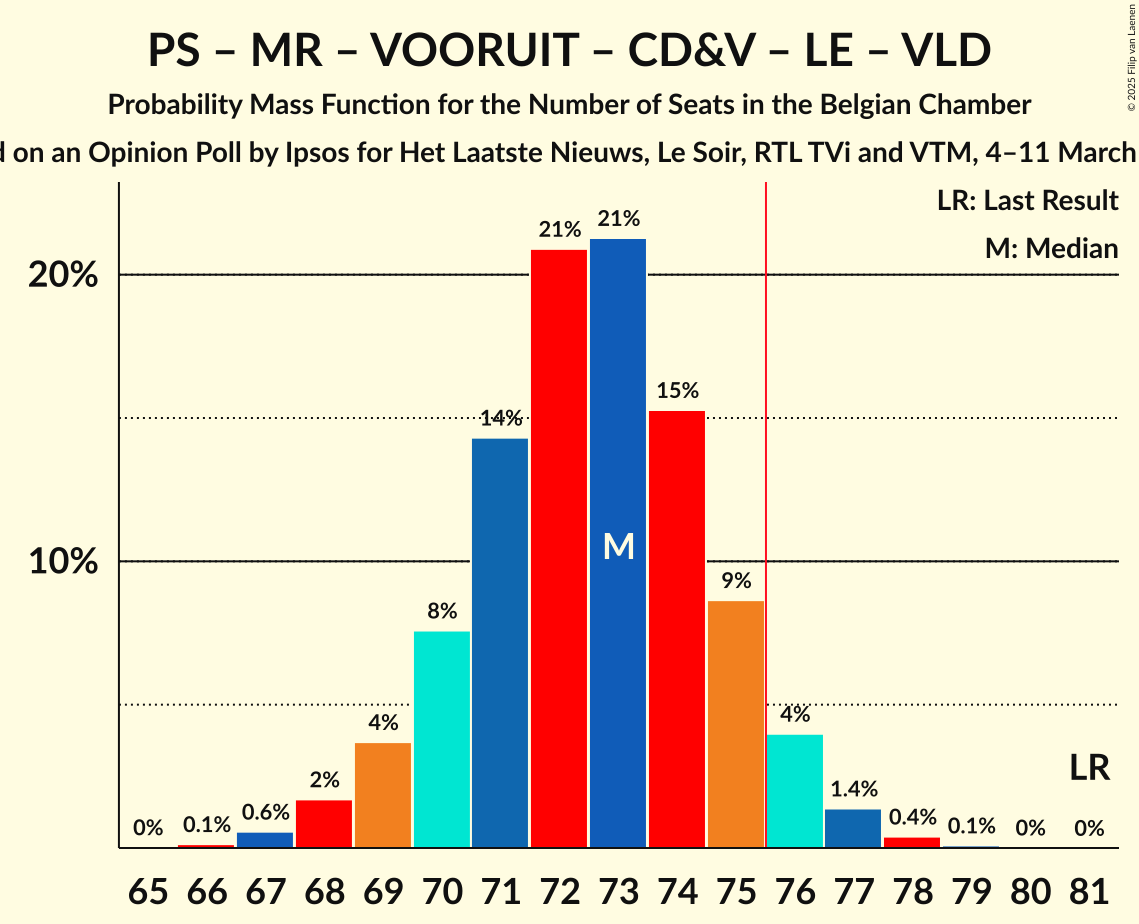 PS – MR – VOORUIT – CD&V – LE – VLD
Probability Mass Function for the Number of Seats in the Belgian Chamber
on an Opinion Poll by Ipsos for Het Laatste Nieuws, Le Soir, RTL TVi and VTM, 4–11 March
© 2025 Filip van Laenen
LR: Last Result
M: Median
20%
10%
0%
0.1%
0.6%
2%
4%
8%
14%
21%
21%
15%
9%
4%
1.4%
0.4%
0.1%
0%
0%
M
LR
65 66 67 68 69 70 71 72 73 74 75 76 77 78 79 80 81